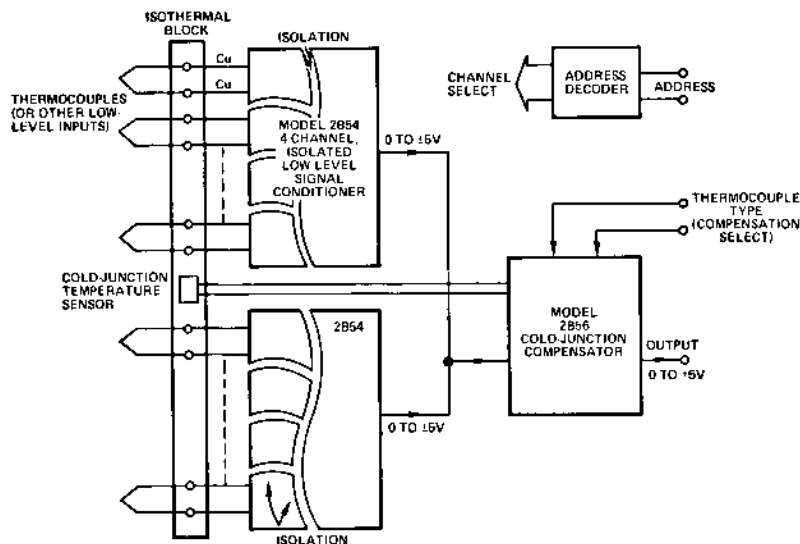 ISOTHERMAL
BLOCK
ISOLATION
Cu
Cu
THERMOCOUPLES
(OR OTHER LOW-
LEVEL INPUTS)
MODEL 2B54
4 CHANNEL,
ISOLATED
LOW LEVEL
SIGNAL
CONDITIONER
0 TO ±5V
CHANNEL
SELECT
ADDRESS
DECODER
ADDRESS
THERMOCOUPLE
TYPE
(COMPENSATION
SELECT)
COLD-JUNCTION
TEMPERATURE
SENSOR
2B54
MODEL
2B56
COLD-JUNCTION
COMPENSATOR
OUTPUT
0 TO ±5V
0 TO ±5V
ISOLATION